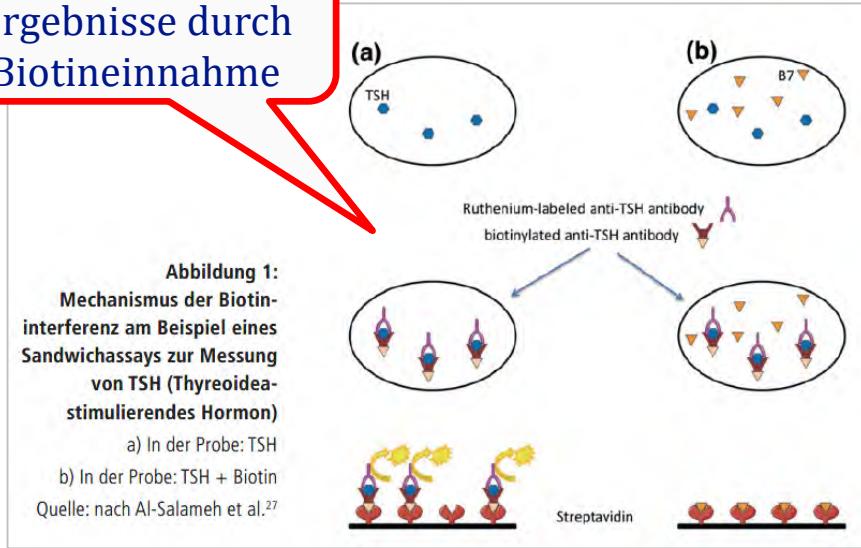 rgebnisse durch
Biotineinnahme
(a)
(b)
TSH
B7
Ruthenium-labeled anti-TSH antibody
biotinylated anti-TSH antibody
Abbildung 1:
Mechanismus der Biotin-
interferenz am Beispiel eines
Sandwichassays zur Messung
von TSH (Thyreoidea-
stimulierendes Hormon)
a) In der Probe: TSH
b) In der Probe: TSH + Biotin
Quelle: nach Al-Salameh et al.27
Streptavidin